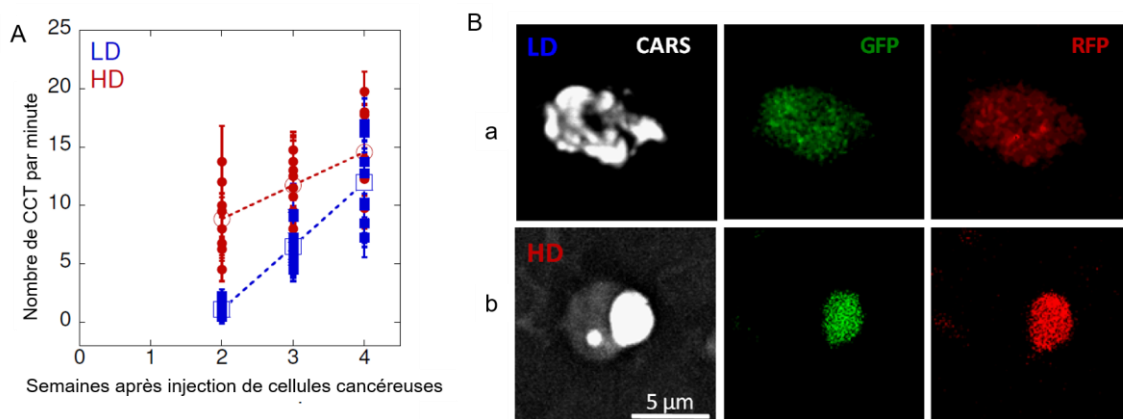 A
25
20
15
10
5
0
LD
HD
Nombre de CCT par minute
0 1 2 3 4
Semaines après injection de cellules cancéreuses
B
LD CARS GFP RFP
a
HD
b
5 µm